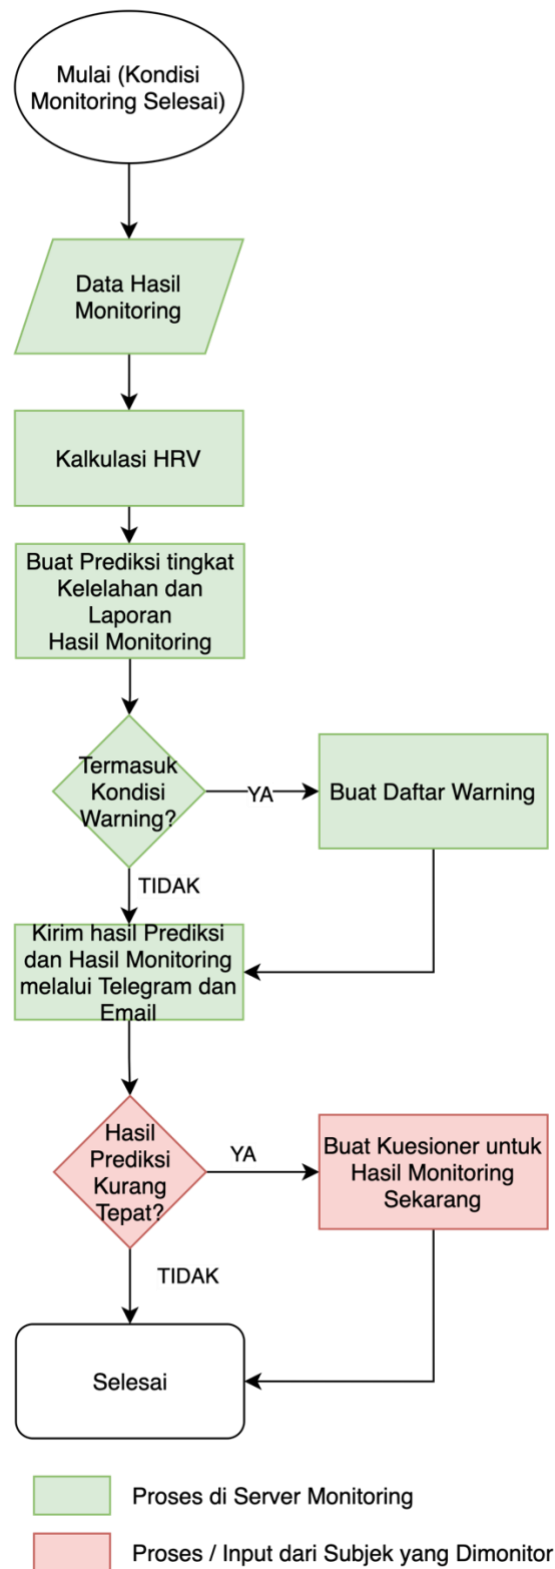 Mulai (Kondisi
Monitoring Selesai)
Data Hasil
Monitoring
Kalkulasi HRV
Buat Prediksi tingkat
Kelelahan dan
Laporan
Hasil Monitoring
Termasuk
Kondisi
Warning?
YA
Buat Daftar Warning
TIDAK
Kirim hasil Prediksi
dan Hasil Monitoring
melalui Telegram dan
Email
Hasil
Prediksi
Kurang
Tepat?
YA
Buat Kuesioner untuk
Hasil Monitoring
Sekarang
TIDAK
Selesai
Proses di Server Monitoring
Proses / Input dari Subjek yang Dimonitor